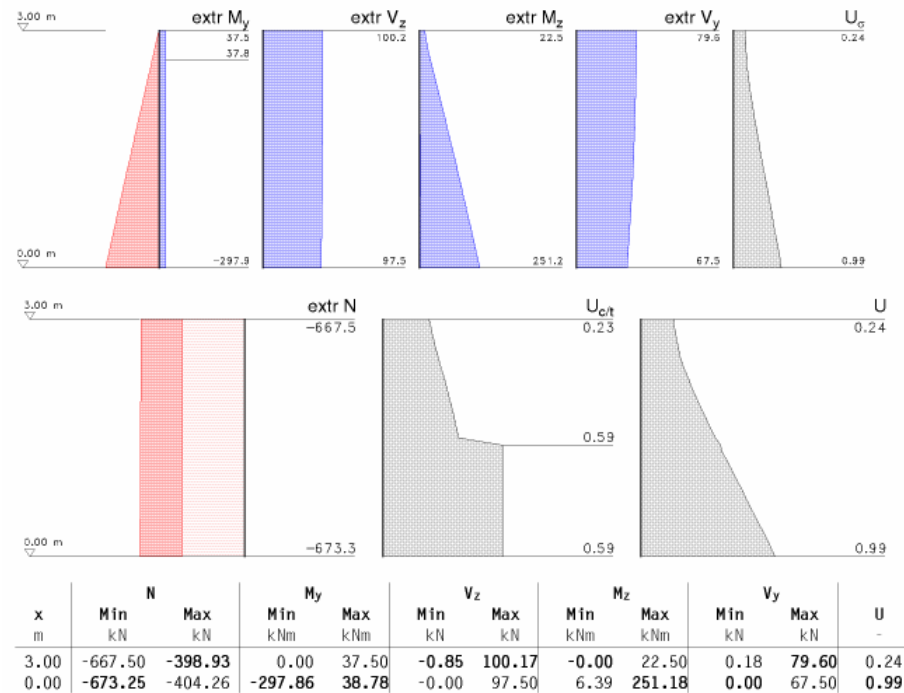 3.00 m extr My extr Vz extr Mz extr Vy Uσ
37.5 100.2 22.5 79.6 0.24
37.8
0.00 m -297.9 97.5 251.2 67.5 0.99
3.00 m extr N Uc/t U
-667.5 0.23 0.24
0.59
0.00 m -673.3 0.59 0.99
N My Vz Mz Vy
x Min Max Min Max Min Max Min Max Min Max U
m kN kN kNm kNm kN kN kNm kNm kN kN -
3.00 -667.50 -398.93 0.00 37.50 -0.85 100.17 -0.00 22.50 0.18 79.60 0.24
0.00 -673.25 -404.26 -297.86 38.78 -0.00 97.50 6.39 251.18 0.00 67.50 0.99